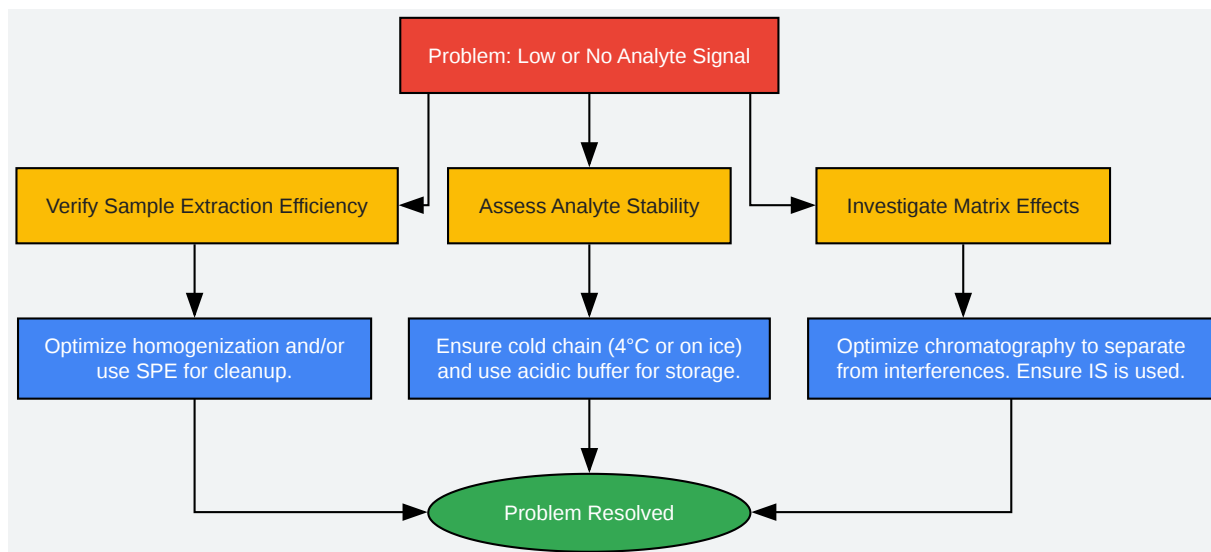 Problem: Low or No Analyte Signal
Verify Sample Extraction Efficiency
Assess Analyte Stability
Investigate Matrix Effects
Optimize homogenization and/or
use SPE for cleanup.
Ensure cold chain (4°C or on ice)
and use acidic buffer for storage.
Optimize chromatography to separate
from interferences. Ensure IS is used.
Problem Resolved